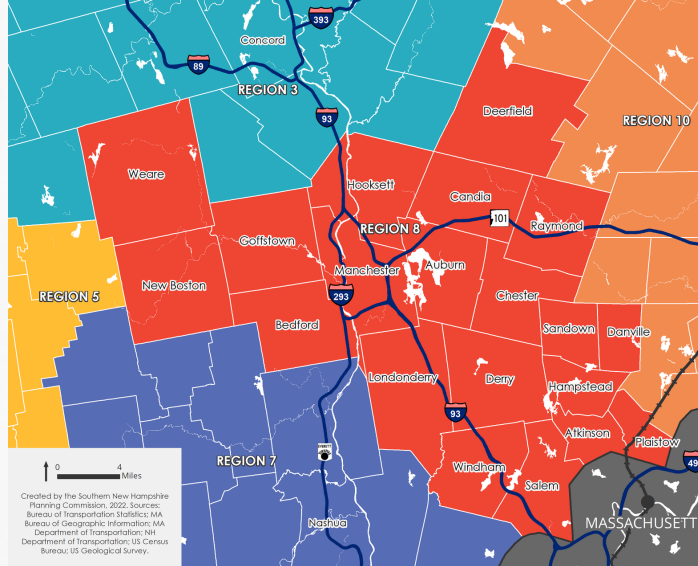 393
Concord
89
REGION 3
93
Deerfield
REGION 10
Weare
Hooksett
Candia
101
Raymond
REGION 8
Goffstown
Manchester
Auburn
New Boston
293
Chester
REGION 5
Bedford
Sandown
Danville
Londonderry
Derry
Hampstead
93
Atkinson
Plaistow
REGION 7
Windham
49
Salem
Nashua
MASSACHUSETT
0 4
Miles
Created by the Southern New Hampshire
Planning Commission, 2022. Sources:
Bureau of Transportation Statistics; MA
Bureau of Geographic Information; MA
Department of Transportation; NH
Department of Transportation; US Census
Bureau; US Geological Survey.